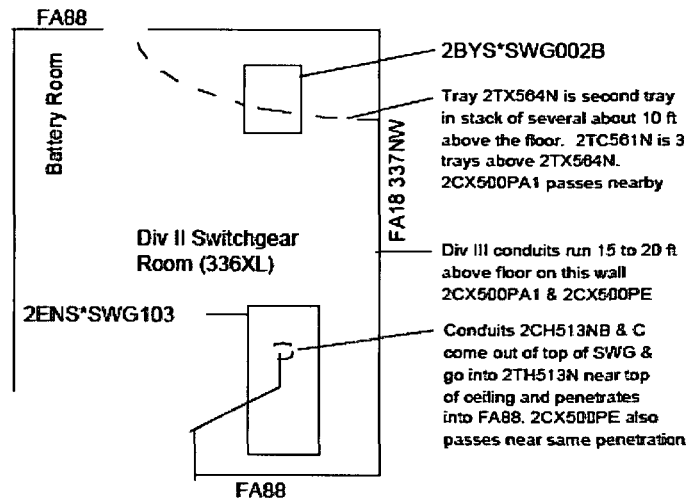 FA88
2BYS*SWG002B
Battery Room
Tray 2TX564N is second tray
in stack of several about 10 ft
above the floor. 2TC561N is 3
trays above 2TX564N.
2CX500PA1 passes nearby
FA18 337NW
Div II Switchgear
Room (336XL)
Div III conduits run 15 to 20 ft
above floor on this wall
2CX500PA1 & 2CX500PE
2ENS*SWG103
Conduits 2CH513NB & C
come out of top of SWG &
go into 2TH513N near top
of ceiling and penetrates
into FA88. 2CX500PE also
passes near same penetration
FA88